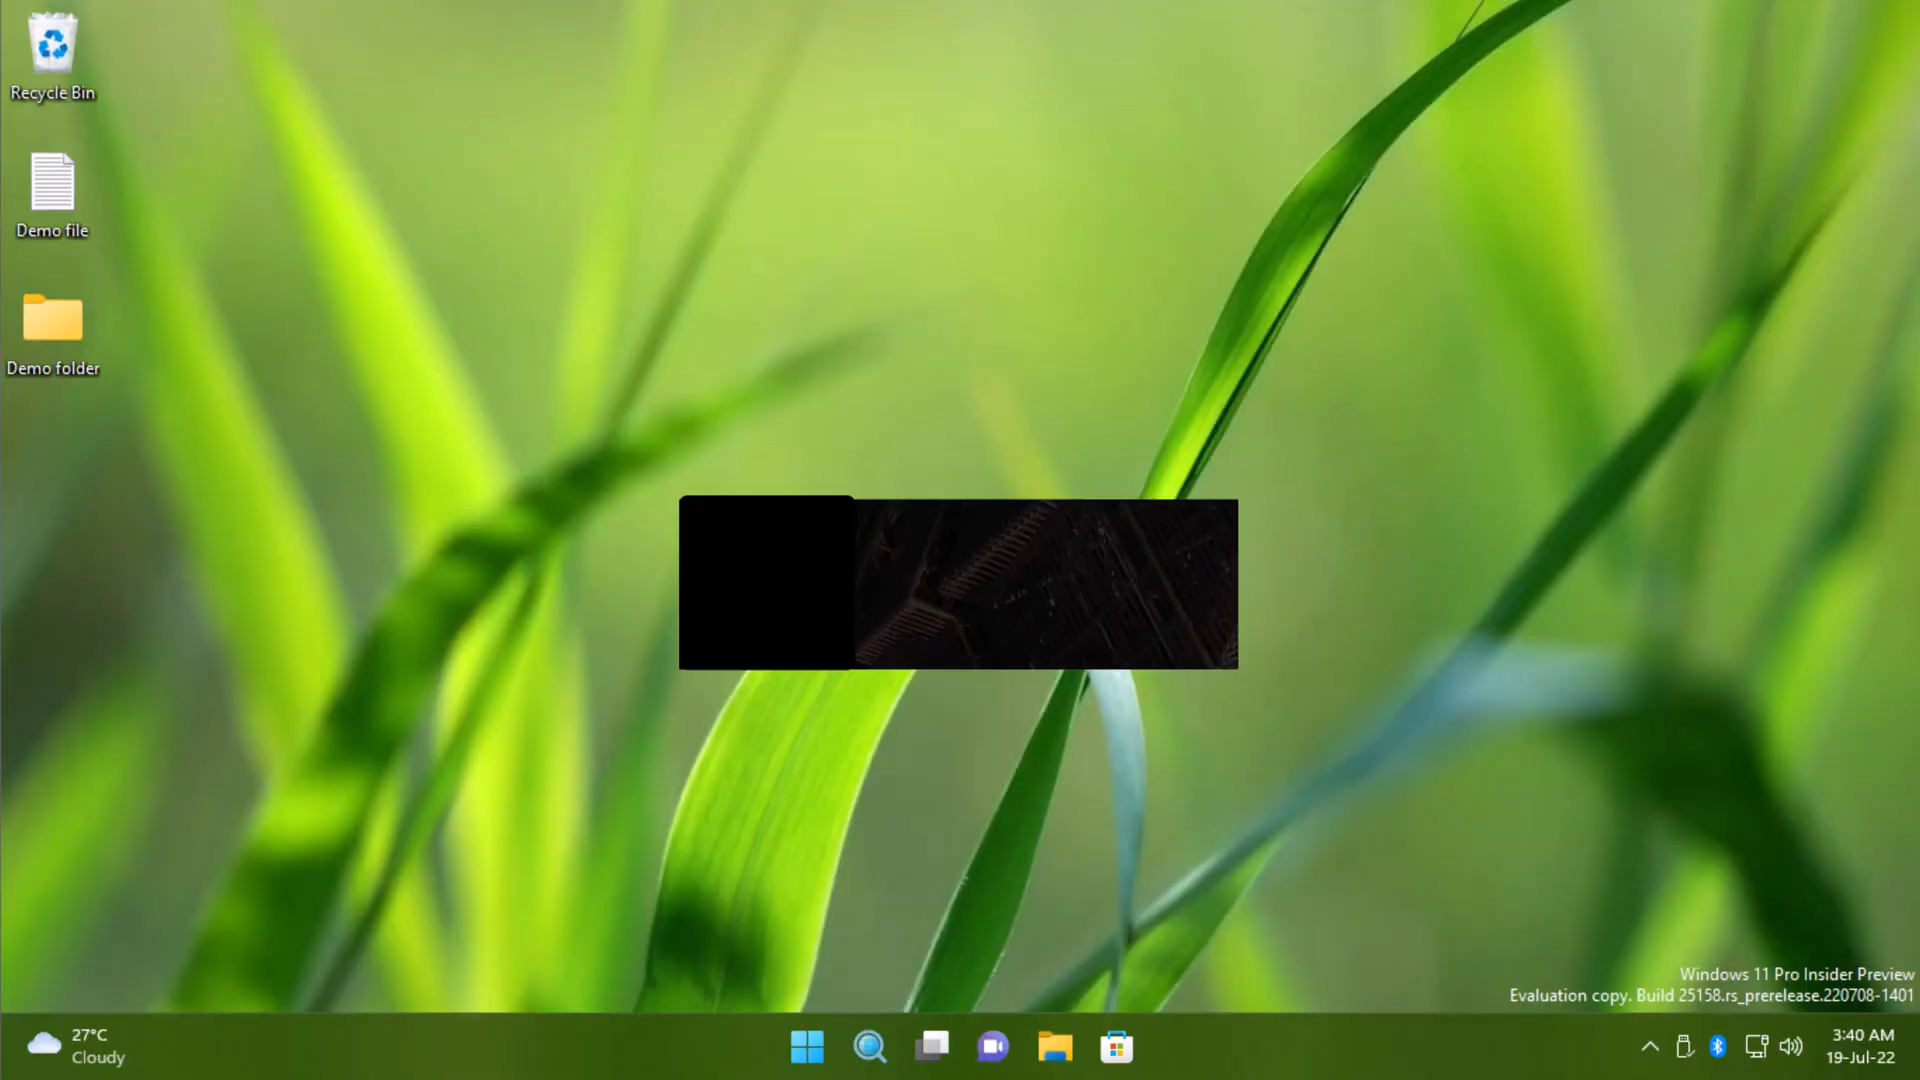 Recycle Bin
Demo file
Demo folder
Windows 11 Pro Insider Preview
Evaluation copy. Build 25158.rs_prerelease.220708-1401
27°C
Cloudy
3:40 AM
19-Jul-22